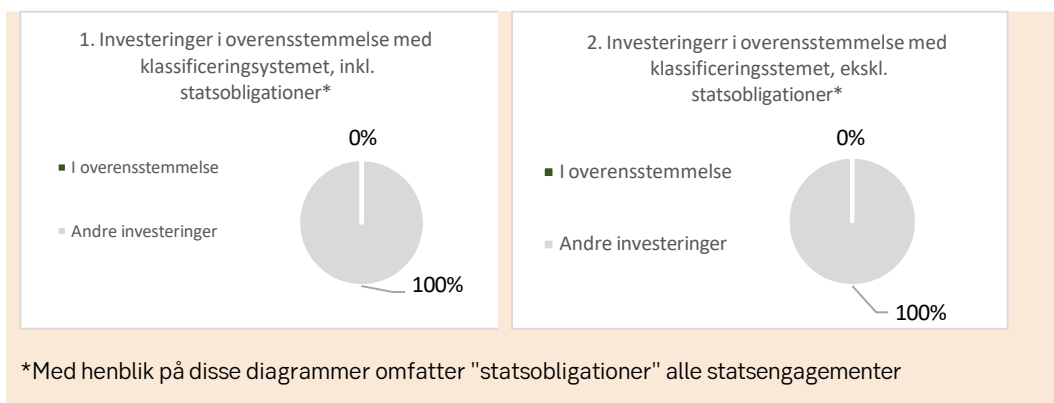 1. Investeringer i overensstemmelse med
klassificeringsystemet, inkl.
statsobligationer*
0%
I overensstemmelse
Andre investeringer
100%
2. Investeringerr i overensstemmelse med
klassificeringsstemet, ekskl.
statsobligationer*
0%
I overensstemmelse
Andre investeringer
100%
*Med henblik på disse diagrammer omfatter "statsobligationer" alle statsengagementer